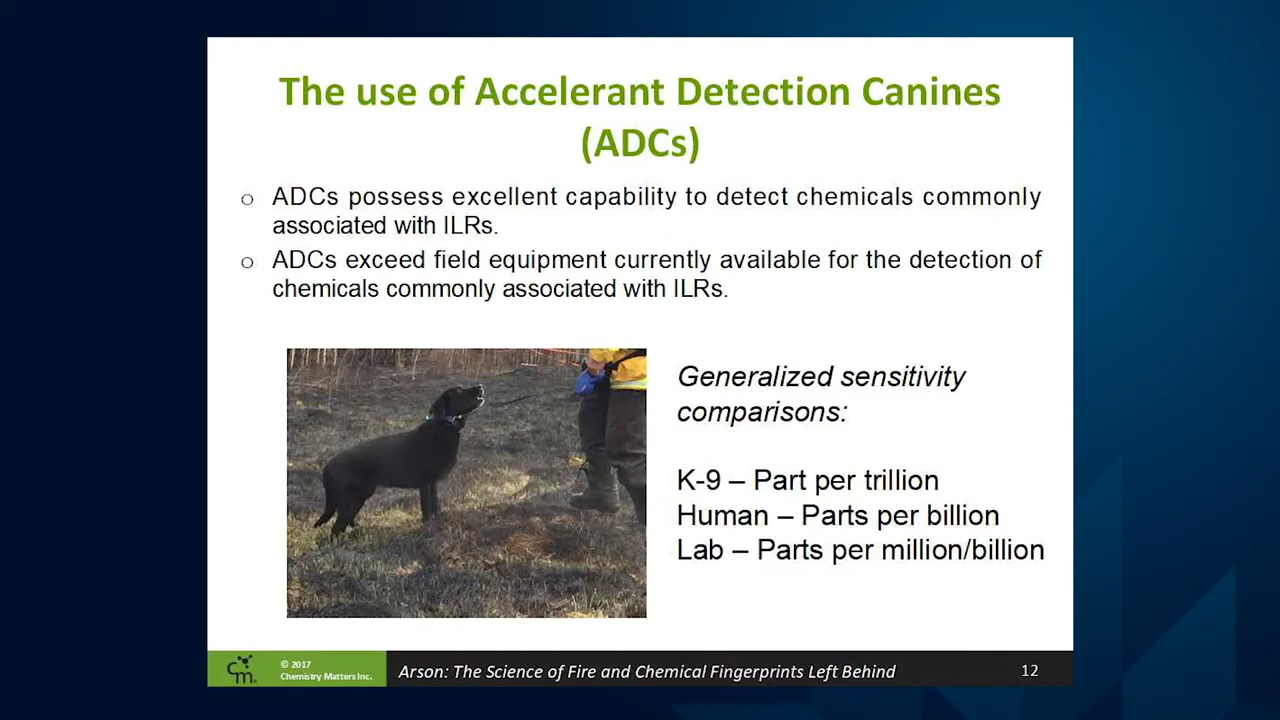 The use of Accelerant Detection Canines
(ADCs)
o ADCs possess excellent capability to detect chemicals commonly
associated with ILRs.
o ADCs exceed field equipment currently available for the detection of
chemicals commonly associated with ILRs.
Generalized sensitivity
comparisons:
K-9 – Part per trillion
Human – Parts per billion
Lab – Parts per million/billion
cm
© 2017
Chemistry Matters Inc.
Arson: The Science of Fire and Chemical Fingerprints Left Behind
12